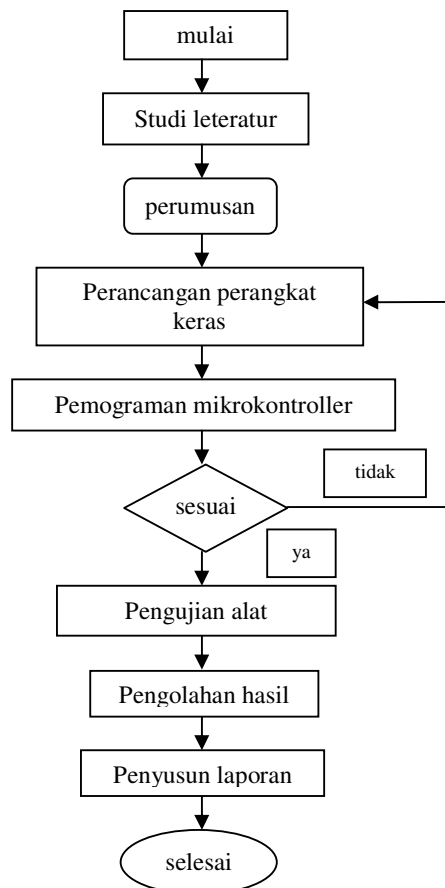 mulai
Studi leteratur
perumusan
Perancangan perangkat
keras
Pemograman mikrokontroller
tidak
sesuai
ya
Pengujian alat
Pengolahan hasil
Penyusun laporan
selesai